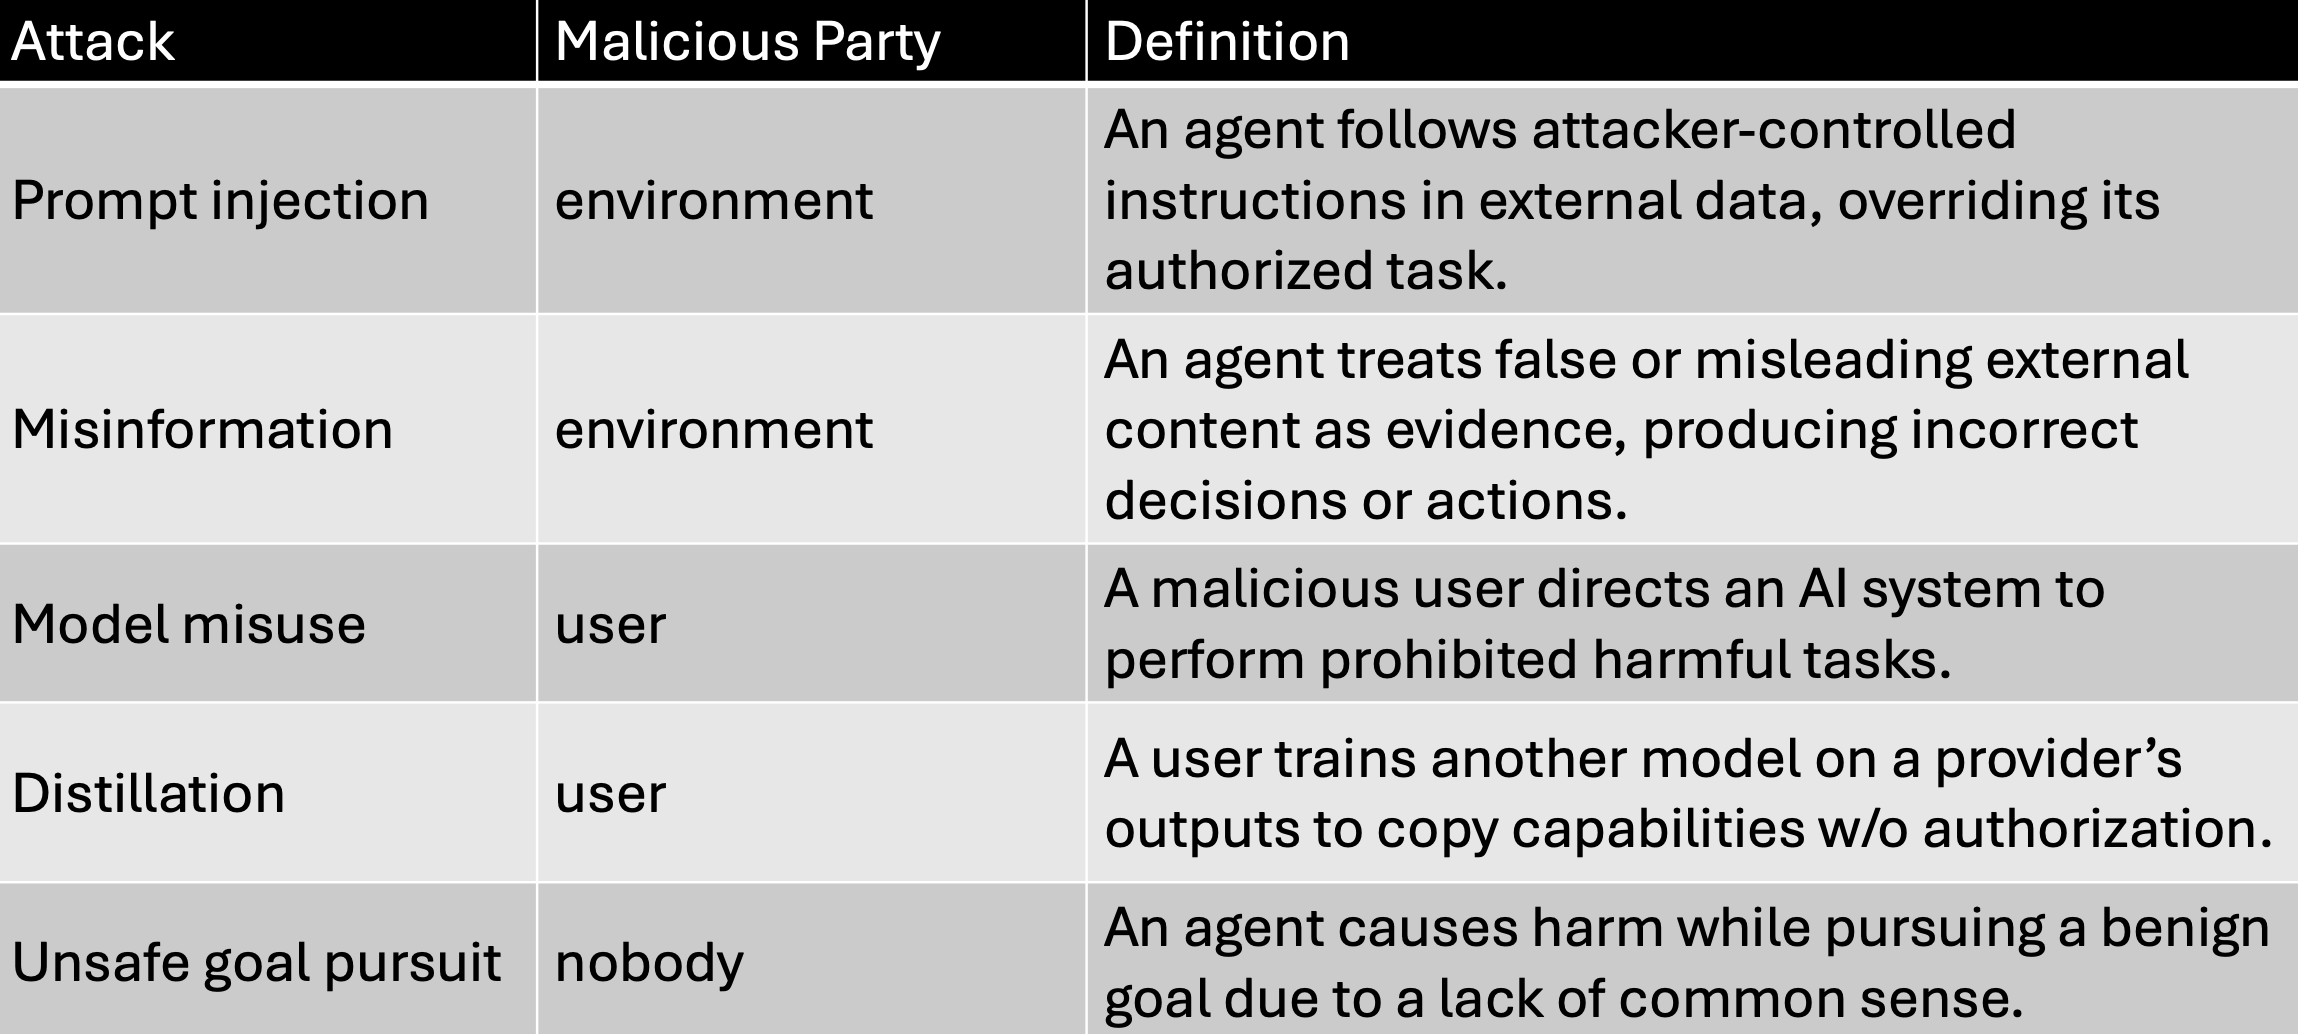 Attack
Malicious Party
Definition
Prompt injection
environment
An agent follows attacker-controlled
instructions in external data, overriding its
authorized task.
Misinformation
environment
An agent treats false or misleading external
content as evidence, producing incorrect
decisions or actions.
Model misuse
user
A malicious user directs an AI system to
perform prohibited harmful tasks.
Distillation
user
A user trains another model on a provider’s
outputs to copy capabilities w/o authorization.
Unsafe goal pursuit
nobody
An agent causes harm while pursuing a benign
goal due to a lack of common sense.